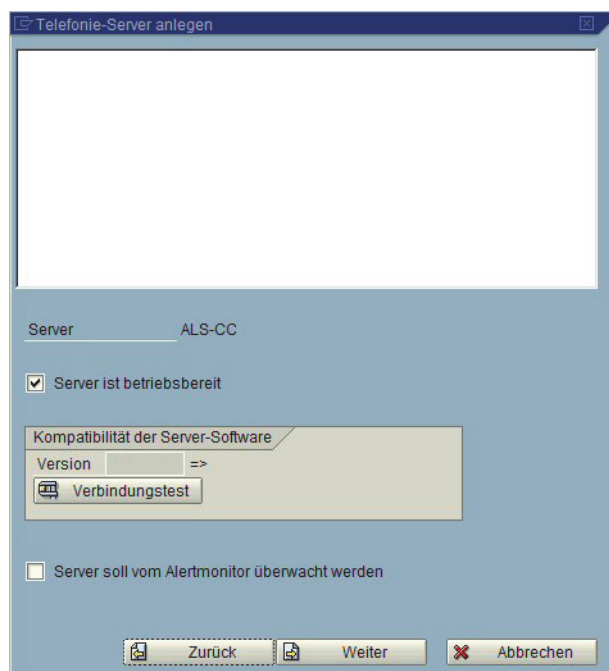 Telefonie-Server anlegen
Server ALS-CC
Server ist betriebsbereit
Kompatibilität der Server-Software
Version =>
Verbindungstest
Server soll vom Alertmonitor überwacht werden
Zurück Weiter Abbrechen